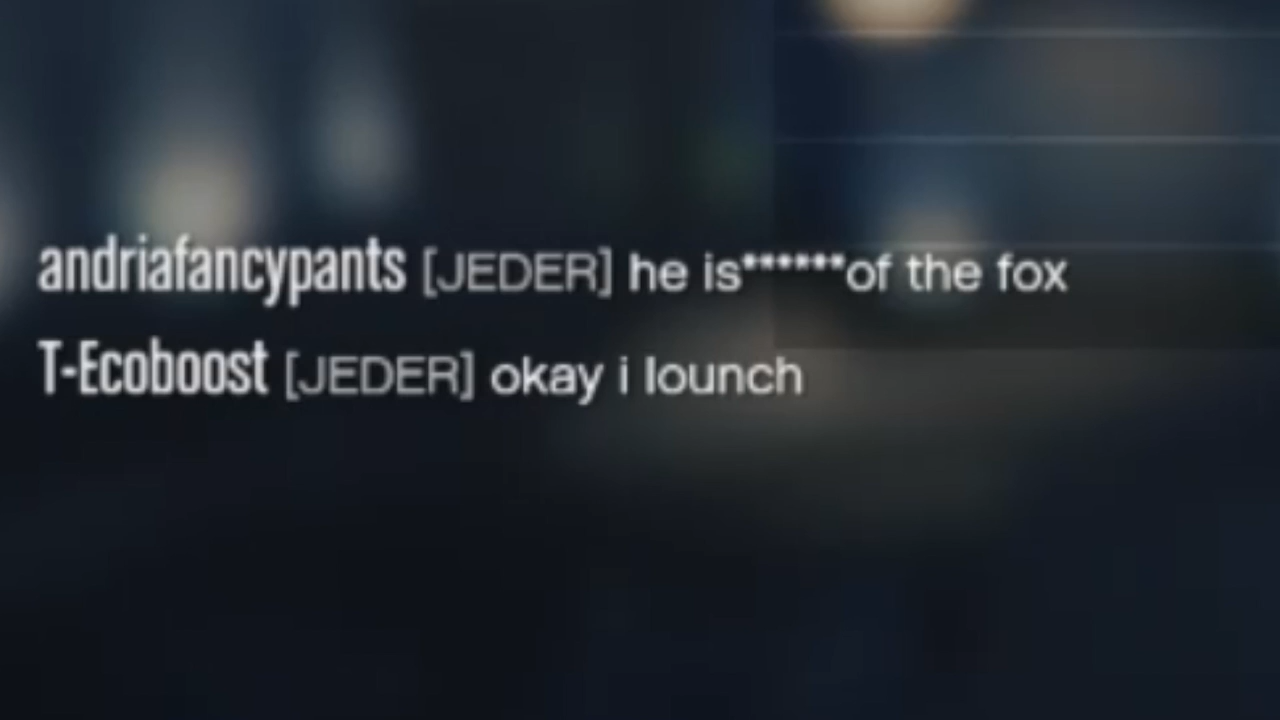 andriafancypants [JEDER] he is******of the fox
T-Ecoboost [JEDER] okay i lounch